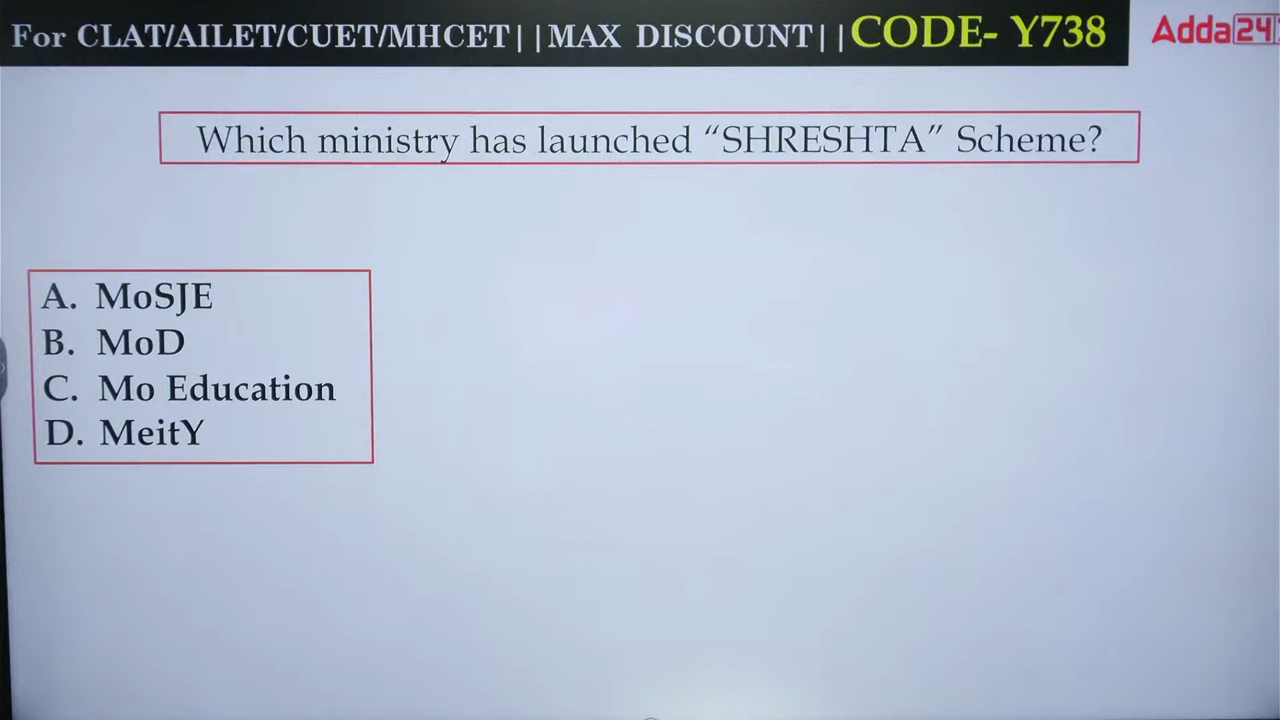 For CLAT/AILET/CUET/MHCET||MAX DISCOUNT||CODE- Y738
Adda24
Which ministry has launched “SHRESHTA” Scheme?
A. MoSJE
B. MoD
C. Mo Education
D. MeitY